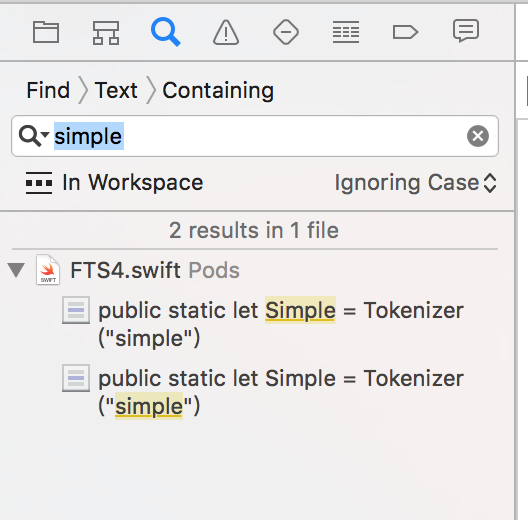 Find Text Containing
simple
In Workspace Ignoring Case
2 results in 1 file
SWIFT FTS4.swift Pods
public static let Simple = Tokenizer
("simple")
public static let Simple = Tokenizer
("simple")